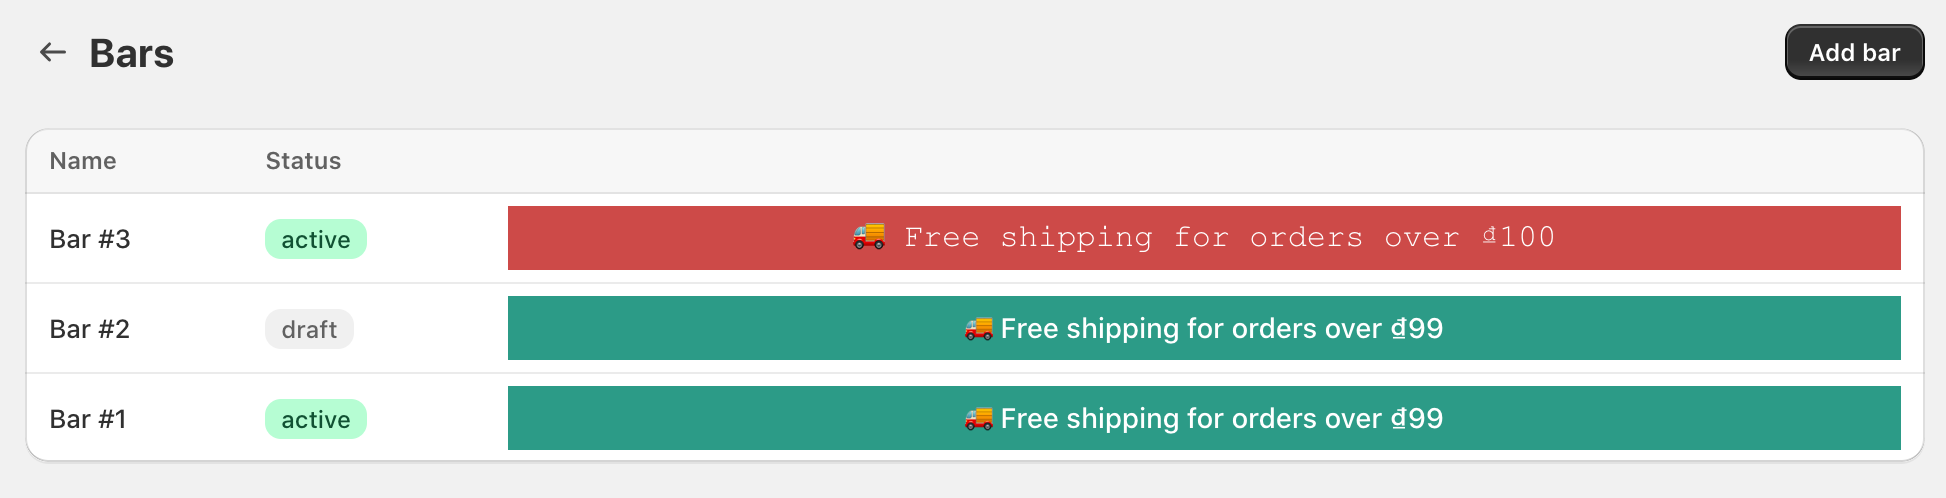 ← Bars
Add bar
Name Status
Bar #3 active 🚚 Free shipping for orders over ₫100
Bar #2 draft 🚚 Free shipping for orders over ₫99
Bar #1 active 🚚 Free shipping for orders over ₫99